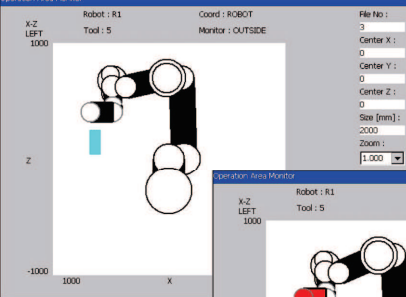 Operation Area Monitor
Robot : R1
Coord : ROBOT
File No :
X-Z
LEFT
Tool : 5
Monitor : OUTSIDE
3
1000
Center X :
0
Center Y :
0
Center Z :
0
Size [mm] :
2000
Zoom :
1.000
Z
-1000
1000
X
Operation Area Monitor
Robot : R1
X-Z
LEFT
Tool : 5
1000